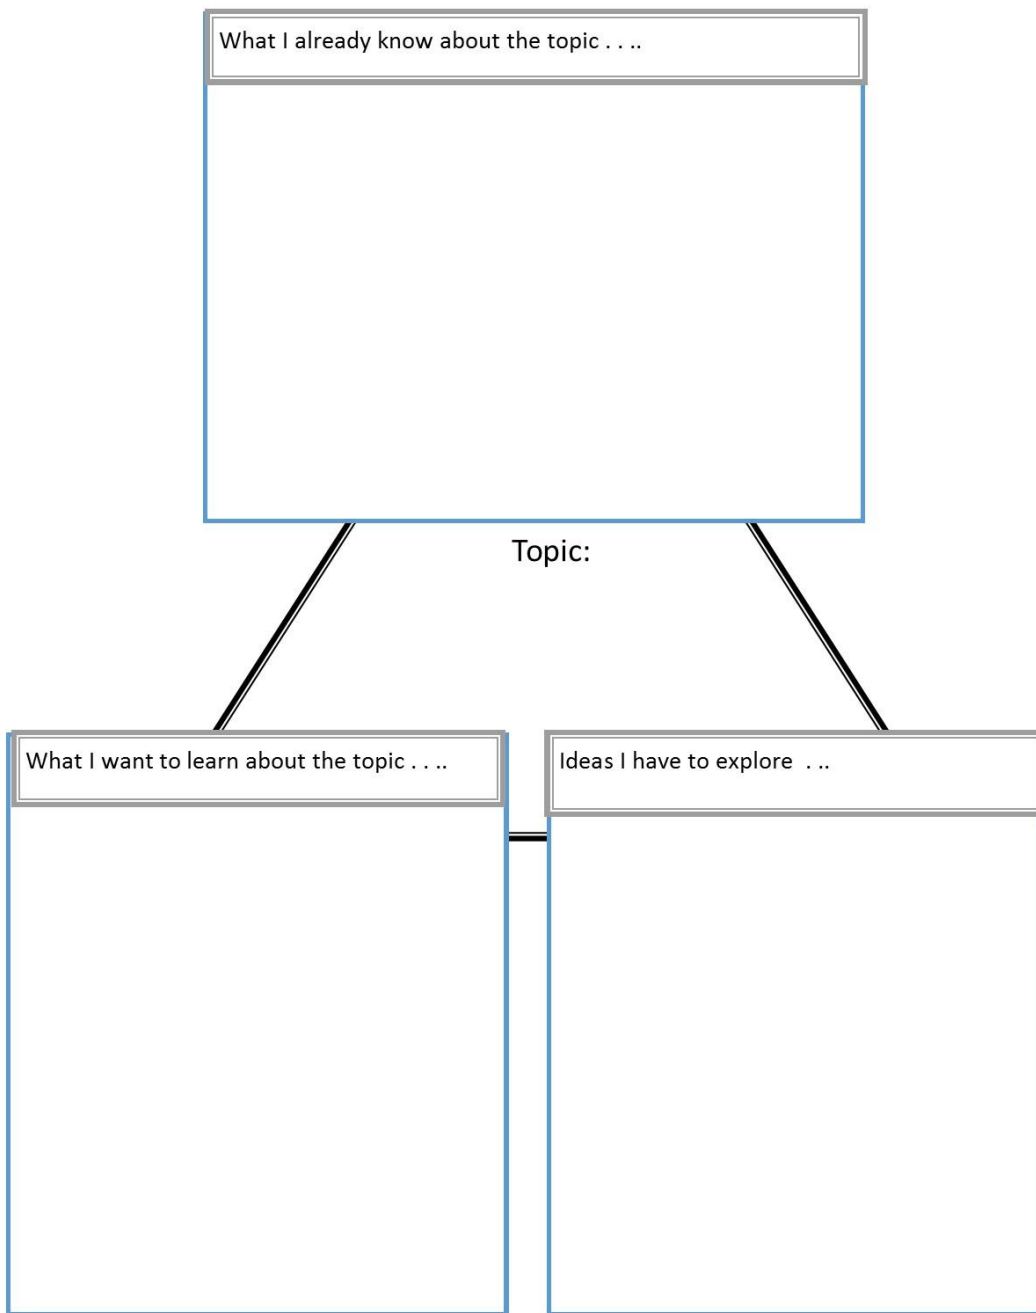 What I already know about the topic . . ..
Topic:
What I want to learn about the topic . . ..
Ideas I have to explore  . ..